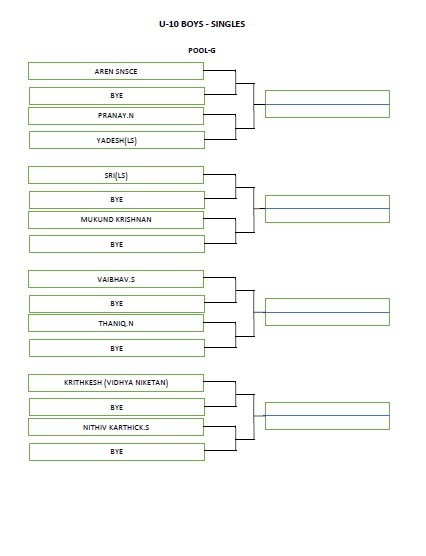 U-10 BOYS - SINGLES
POOL-G
AREN SNSCE
BYE
PRANAY.N
YADESH(LS)
SRI(LS)
BYE
MUKUND KRISHNAN
BYE
VAIBHAV.S
BYE
THANIQ.N
BYE
KRITHKESH (VIDHYA NIKETAN)
BYE
NITHIV KARTHICK.S
BYE